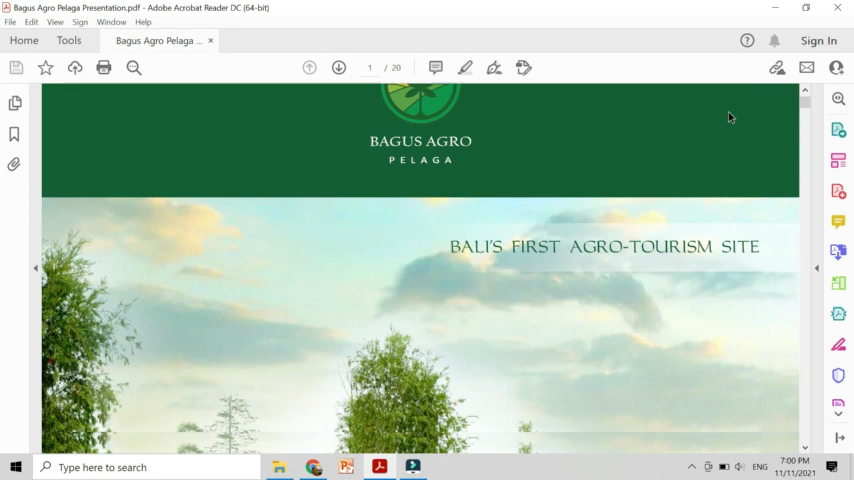 Bagus Agro Pelaga Presentation.pdf - Adobe Acrobat Reader DC (64-bit)
File Edit View Sign Window Help
Home Tools Bagus Agro Pelaga ... × Sign In
1 / 20
BAGUS AGRO
PELAGA
BALI'S FIRST AGRO-TOURISM SITE
Type here to search
ENG
7:00 PM
11/11/2021